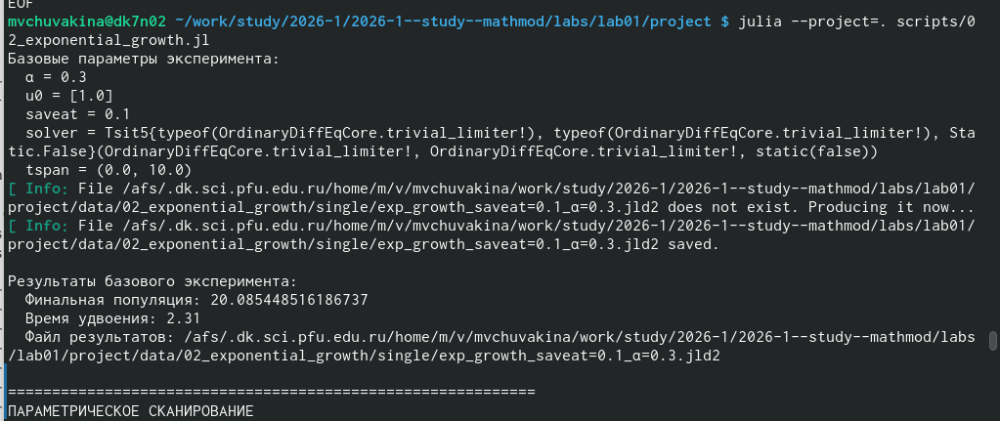 EOF
mvchuvakina@dk7n02 ~/work/study/2026-1/2026-1--study--mathmod/labs/lab01/project $ julia --project=. scripts/0
2_exponential_growth.jl
Базовые параметры эксперимента:
  α = 0.3
  u0 = [1.0]
  saveat = 0.1
  solver = Tsit5{typeof(OrdinaryDiffEqCore.trivial_limiter!), typeof(OrdinaryDiffEqCore.trivial_limiter!), Sta
tic.False}(OrdinaryDiffEqCore.trivial_limiter!, OrdinaryDiffEqCore.trivial_limiter!, static(false))
  tspan = (0.0, 10.0)
[ Info: File /afs/.dk.sci.pfu.edu.ru/home/m/v/mvchuvakina/work/study/2026-1/2026-1--study--mathmod/labs/lab01/
project/data/02_exponential_growth/single/exp_growth_saveat=0.1_α=0.3.jld2 does not exist. Producing it now...
[ Info: File /afs/.dk.sci.pfu.edu.ru/home/m/v/mvchuvakina/work/study/2026-1/2026-1--study--mathmod/labs/lab01/
project/data/02_exponential_growth/single/exp_growth_saveat=0.1_α=0.3.jld2 saved.

Результаты базового эксперимента:
  Финальная популяция: 20.085448516186737
  Время удвоения: 2.31
  Файл результатов: /afs/.dk.sci.pfu.edu.ru/home/m/v/mvchuvakina/work/study/2026-1/2026-1--study--mathmod/labs
/lab01/project/data/02_exponential_growth/single/exp_growth_saveat=0.1_α=0.3.jld2

============================================================
ПАРАМЕТРИЧЕСКОЕ СКАНИРОВАНИЕ